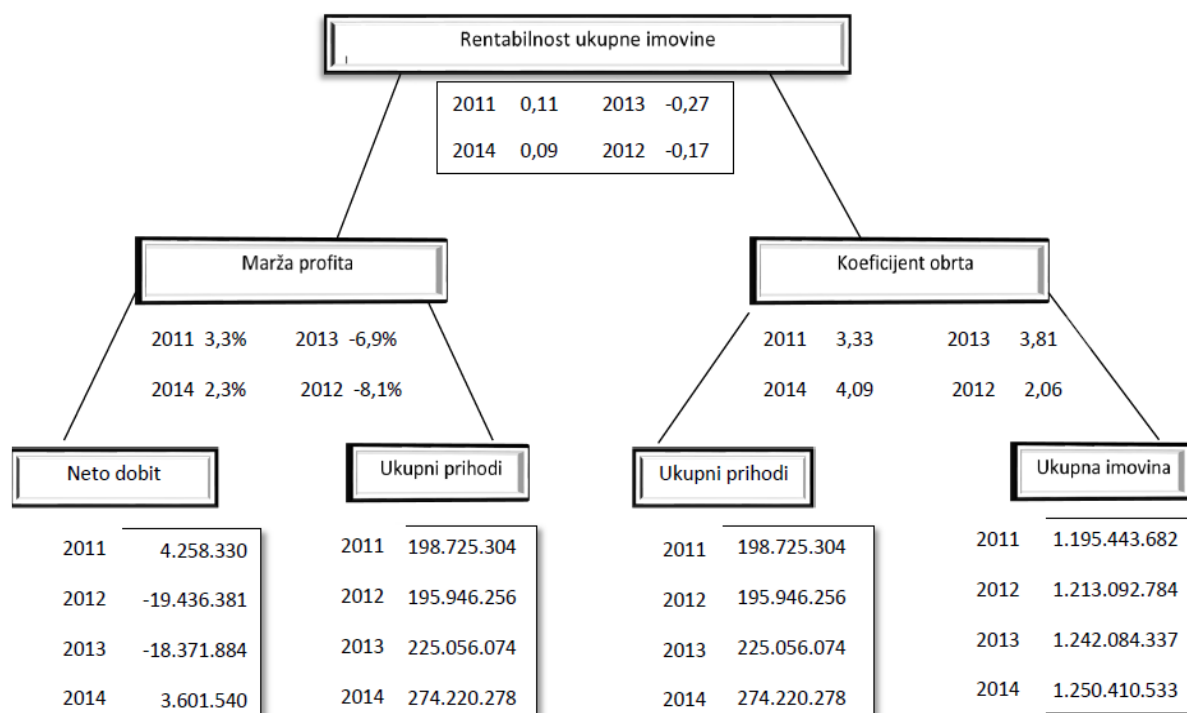 Rentabilnost ukupne imovine
2011 0,11 2013 -0,27
2014 0,09 2012 -0,17
Marža profita
Koeficijent obrta
2011 3,3% 2013 -6,9%
2014 2,3% 2012 -8,1%
2011 3,33 2013 3,81
2014 4,09 2012 2,06
Neto dobit
Ukupni prihodi
Ukupni prihodi
Ukupna imovina
2011 4.258.330
2012 -19.436.381
2013 -18.371.884
2014 3.601.540
2011 198.725.304
2012 195.946.256
2013 225.056.074
2014 274.220.278
2011 198.725.304
2012 195.946.256
2013 225.056.074
2014 274.220.278
2011 1.195.443.682
2012 1.213.092.784
2013 1.242.084.337
2014 1.250.410.533